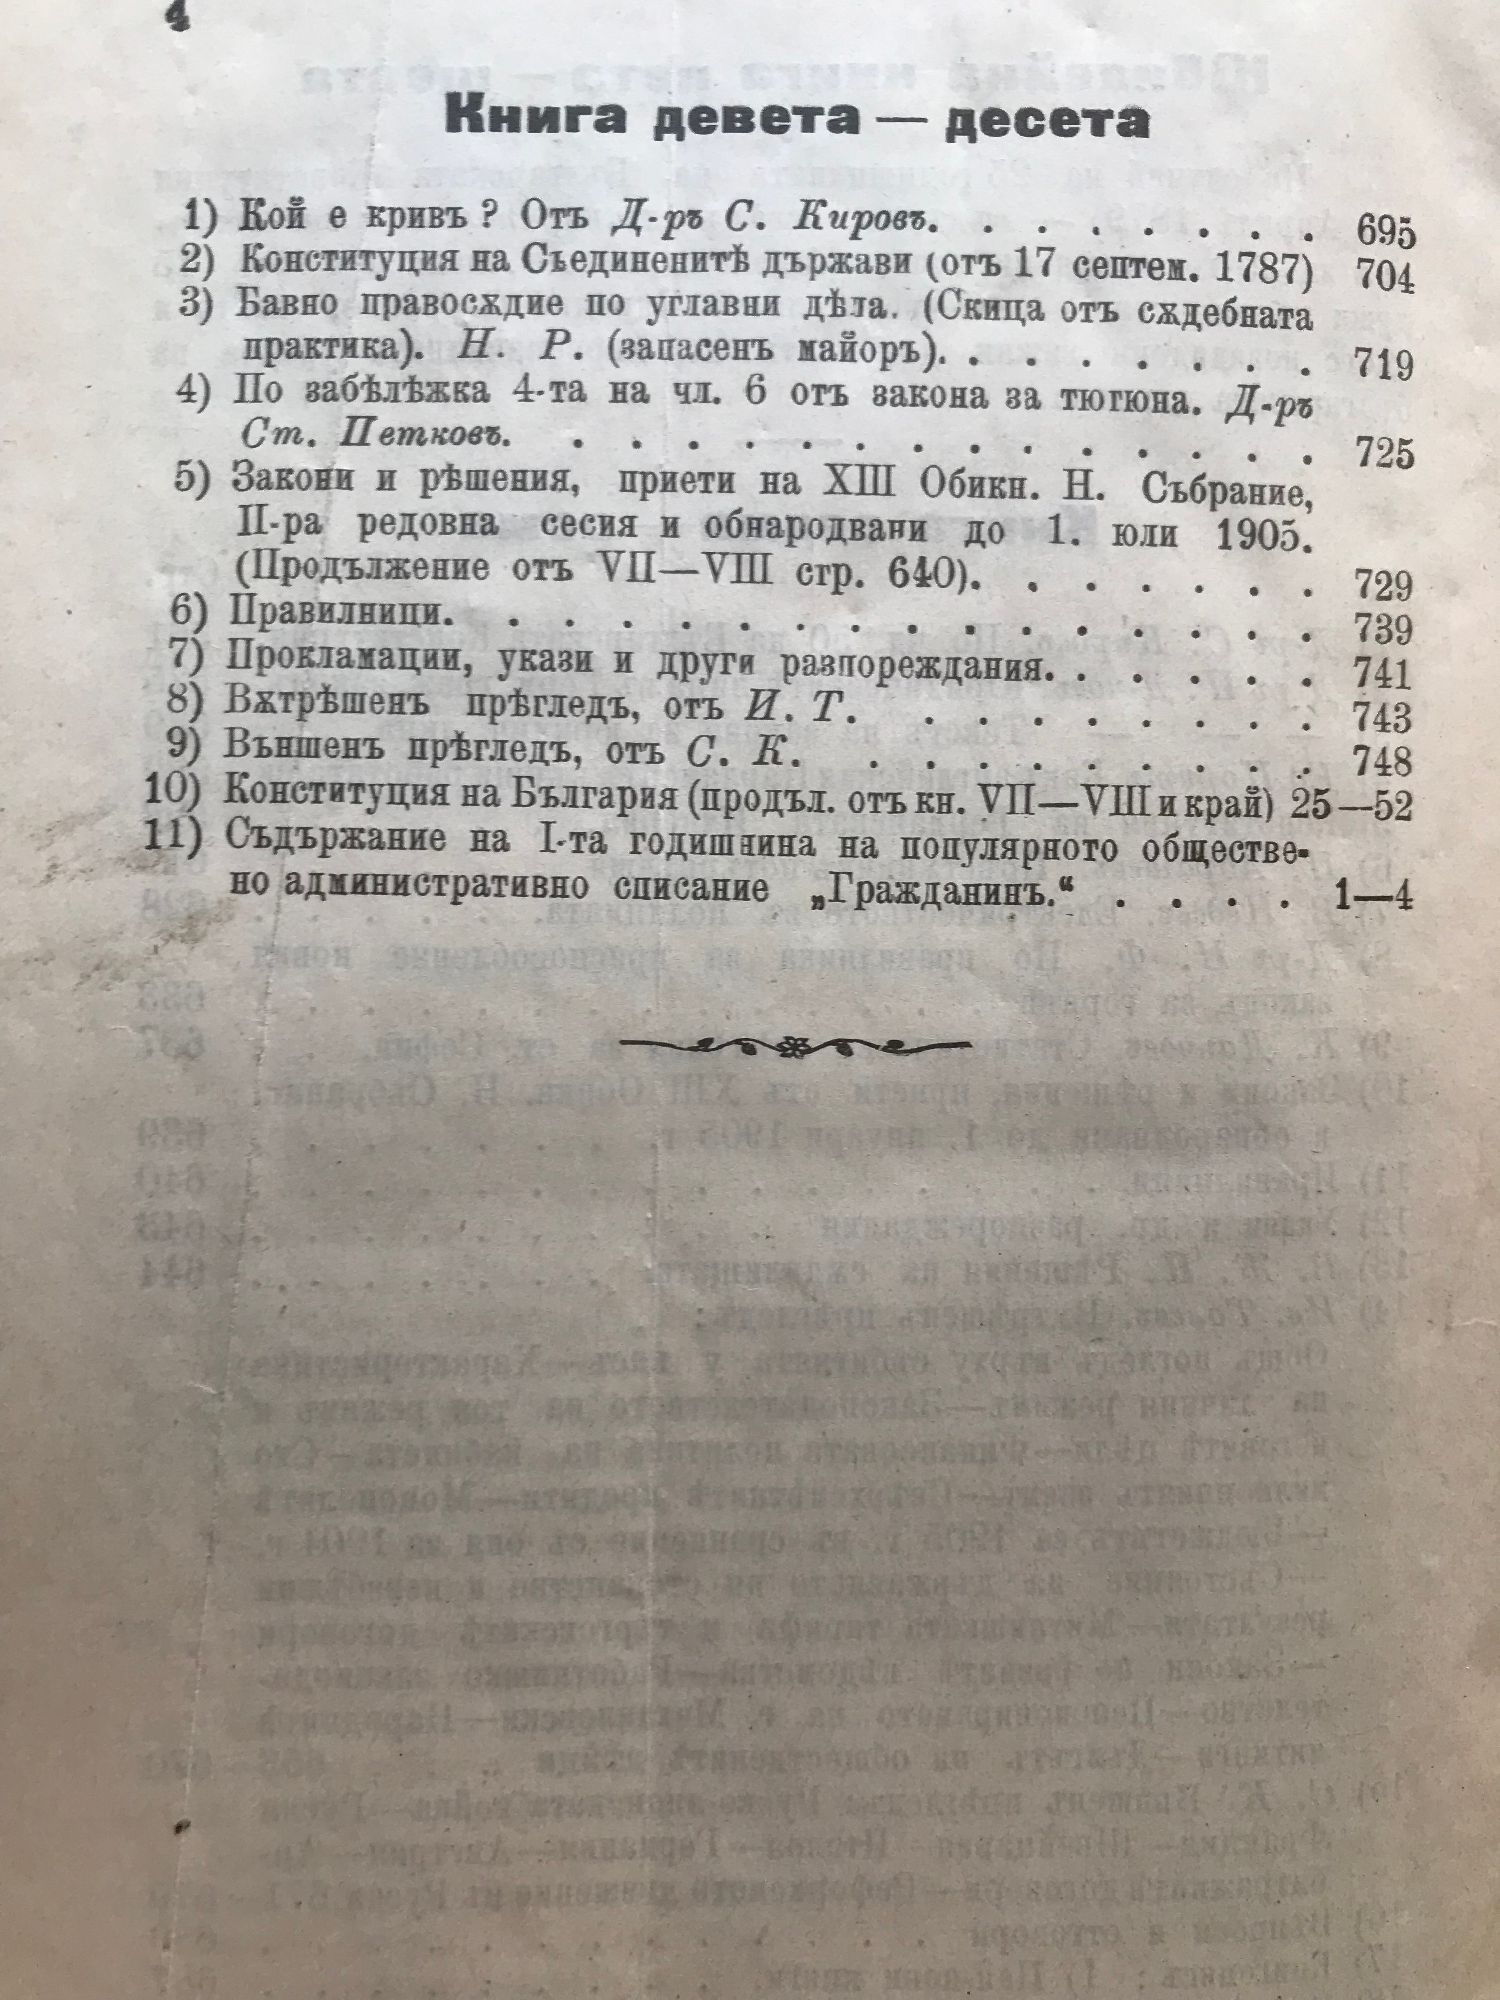 4
Книга девета — десета
1) Кой е кривъ? Отъ Д-ръ С. Кировъ. . . . . . . . 695
2) Конституция на Съединенитѣ държави (отъ 17 септем. 1787) 704
3) Бавно правосѫдие по углавни дѣла. (Скица отъ сѫдебната
практика). Н. Р. (запасенъ майоръ). . . . . . . . 719
4) По забѣлѣжка 4-та на чл. 6 отъ закона за тютюна. Д-ръ
Ст. Петковъ. . . . . . . . . . . . . . . 725
5) Закони и рѣшения, приети на XIII Обикн. Н. Събрание,
II-ра редовна сесия и обнародвани до 1. юли 1905.
(Продължение отъ VII—VIII стр. 640). . . . . . . 729
6) Правилници. . . . . . . . . . . . . . . . 739
7) Прокламации, укази и други разпореждания. . . . . . 741
8) Вѫтрѣшенъ прѣгледъ, отъ И. Т. . . . . . . . . 743
9) Външенъ прѣгледъ, отъ С. К. . . . . . . . . . 748
10) Конституция на България (продъл. отъ кн. VII—VIII и край) 25—52
11) Съдържание на I-та годишнина на популярното обществе-
но административно списание „Гражданинъ.“ . . . . 1—4